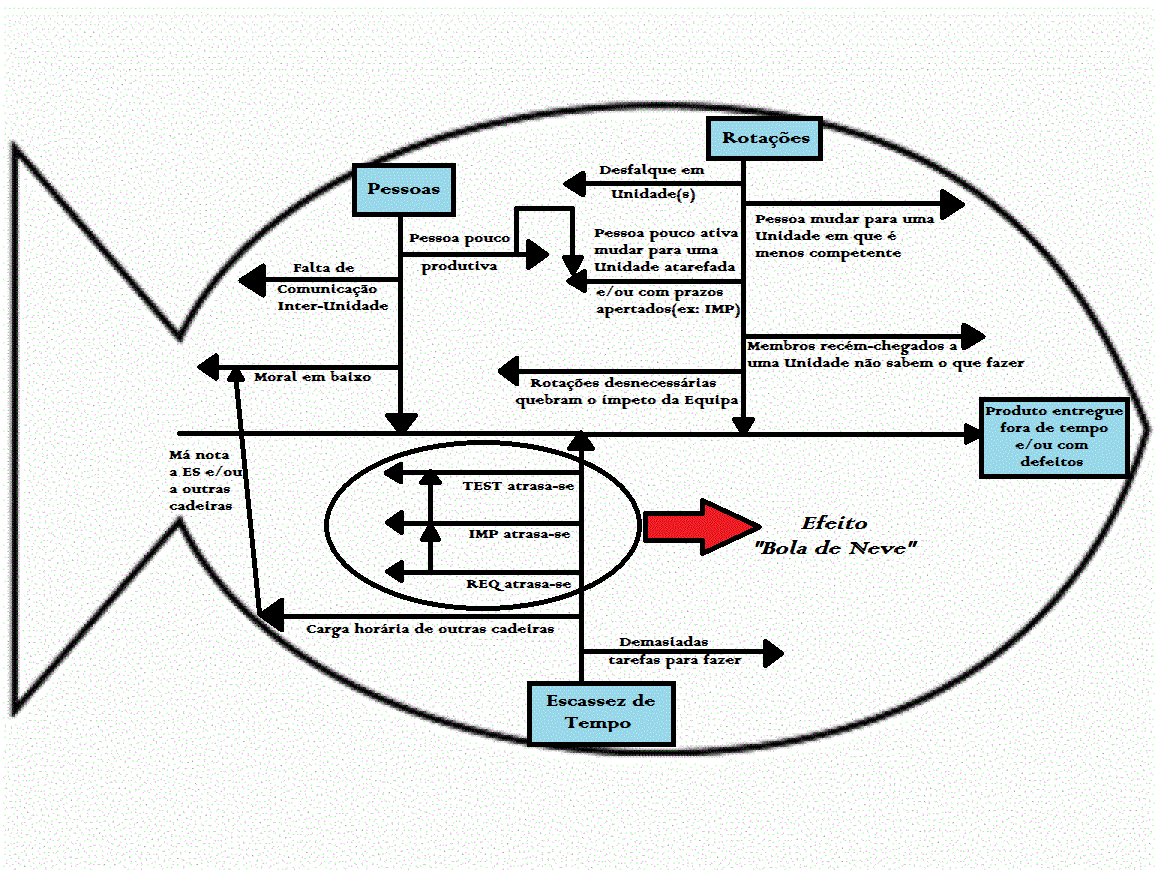 Rotações
Desfalque em
Unidade(s)
Pessoas
Pessoa mudar para uma
Unidade em que é
menos competente
Pessoa pouco
produtiva
Pessoa pouco ativa
mudar para uma
Unidade atarefada
e/ou com prazos
apertados(ex: IMP)
Falta de
Comunicação
Inter-Unidade
Membros recém-chegados a
uma Unidade não sabem o que fazer
Moral em baixo
Rotações desnecessárias
quebram o ímpeto da Equipa
Produto entregue
fora de tempo
e/ou com
defeitos
Má nota
a ES e/ou
a outras
cadeiras
TEST atrasa-se
IMP atrasa-se
REQ atrasa-se
Efeito
"Bola de Neve"
Carga horária de outras cadeiras
Demasiadas
tarefas para fazer
Escassez de
Tempo